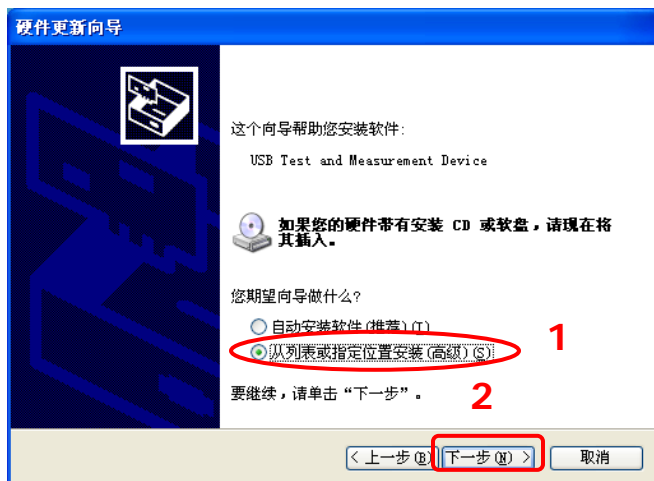 硬件更新向导
这个向导帮助您安装软件:
USB Test and Measurement Device
如果您的硬件带有安装 CD 或软盘，请现在将
其插入。
您期望向导做什么?
自动安装软件(推荐)(I)
从列表或指定位置安装(高级)(S)
1
要继续，请单击“下一步”。
2
< 上一步(B)
下一步(N) >
取消